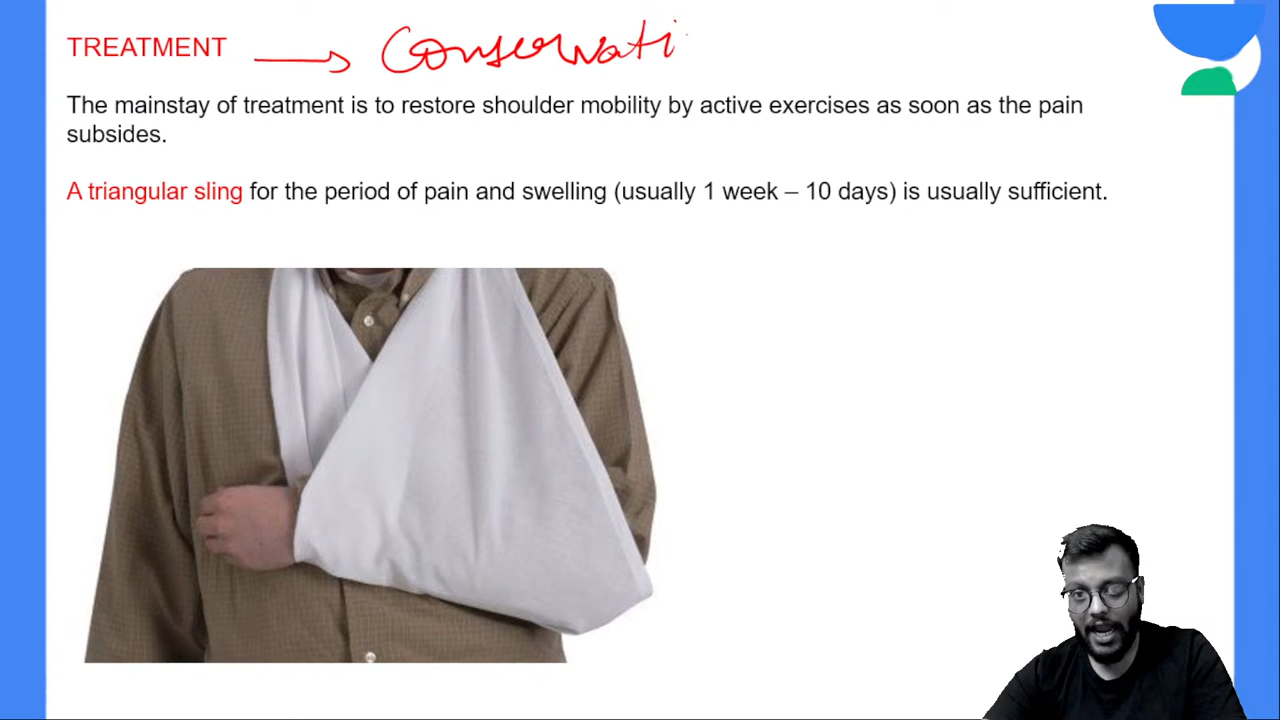 TREATMENT → Conservati
The mainstay of treatment is to restore shoulder mobility by active exercises as soon as the pain
subsides.
A triangular sling for the period of pain and swelling (usually 1 week – 10 days) is usually sufficient.